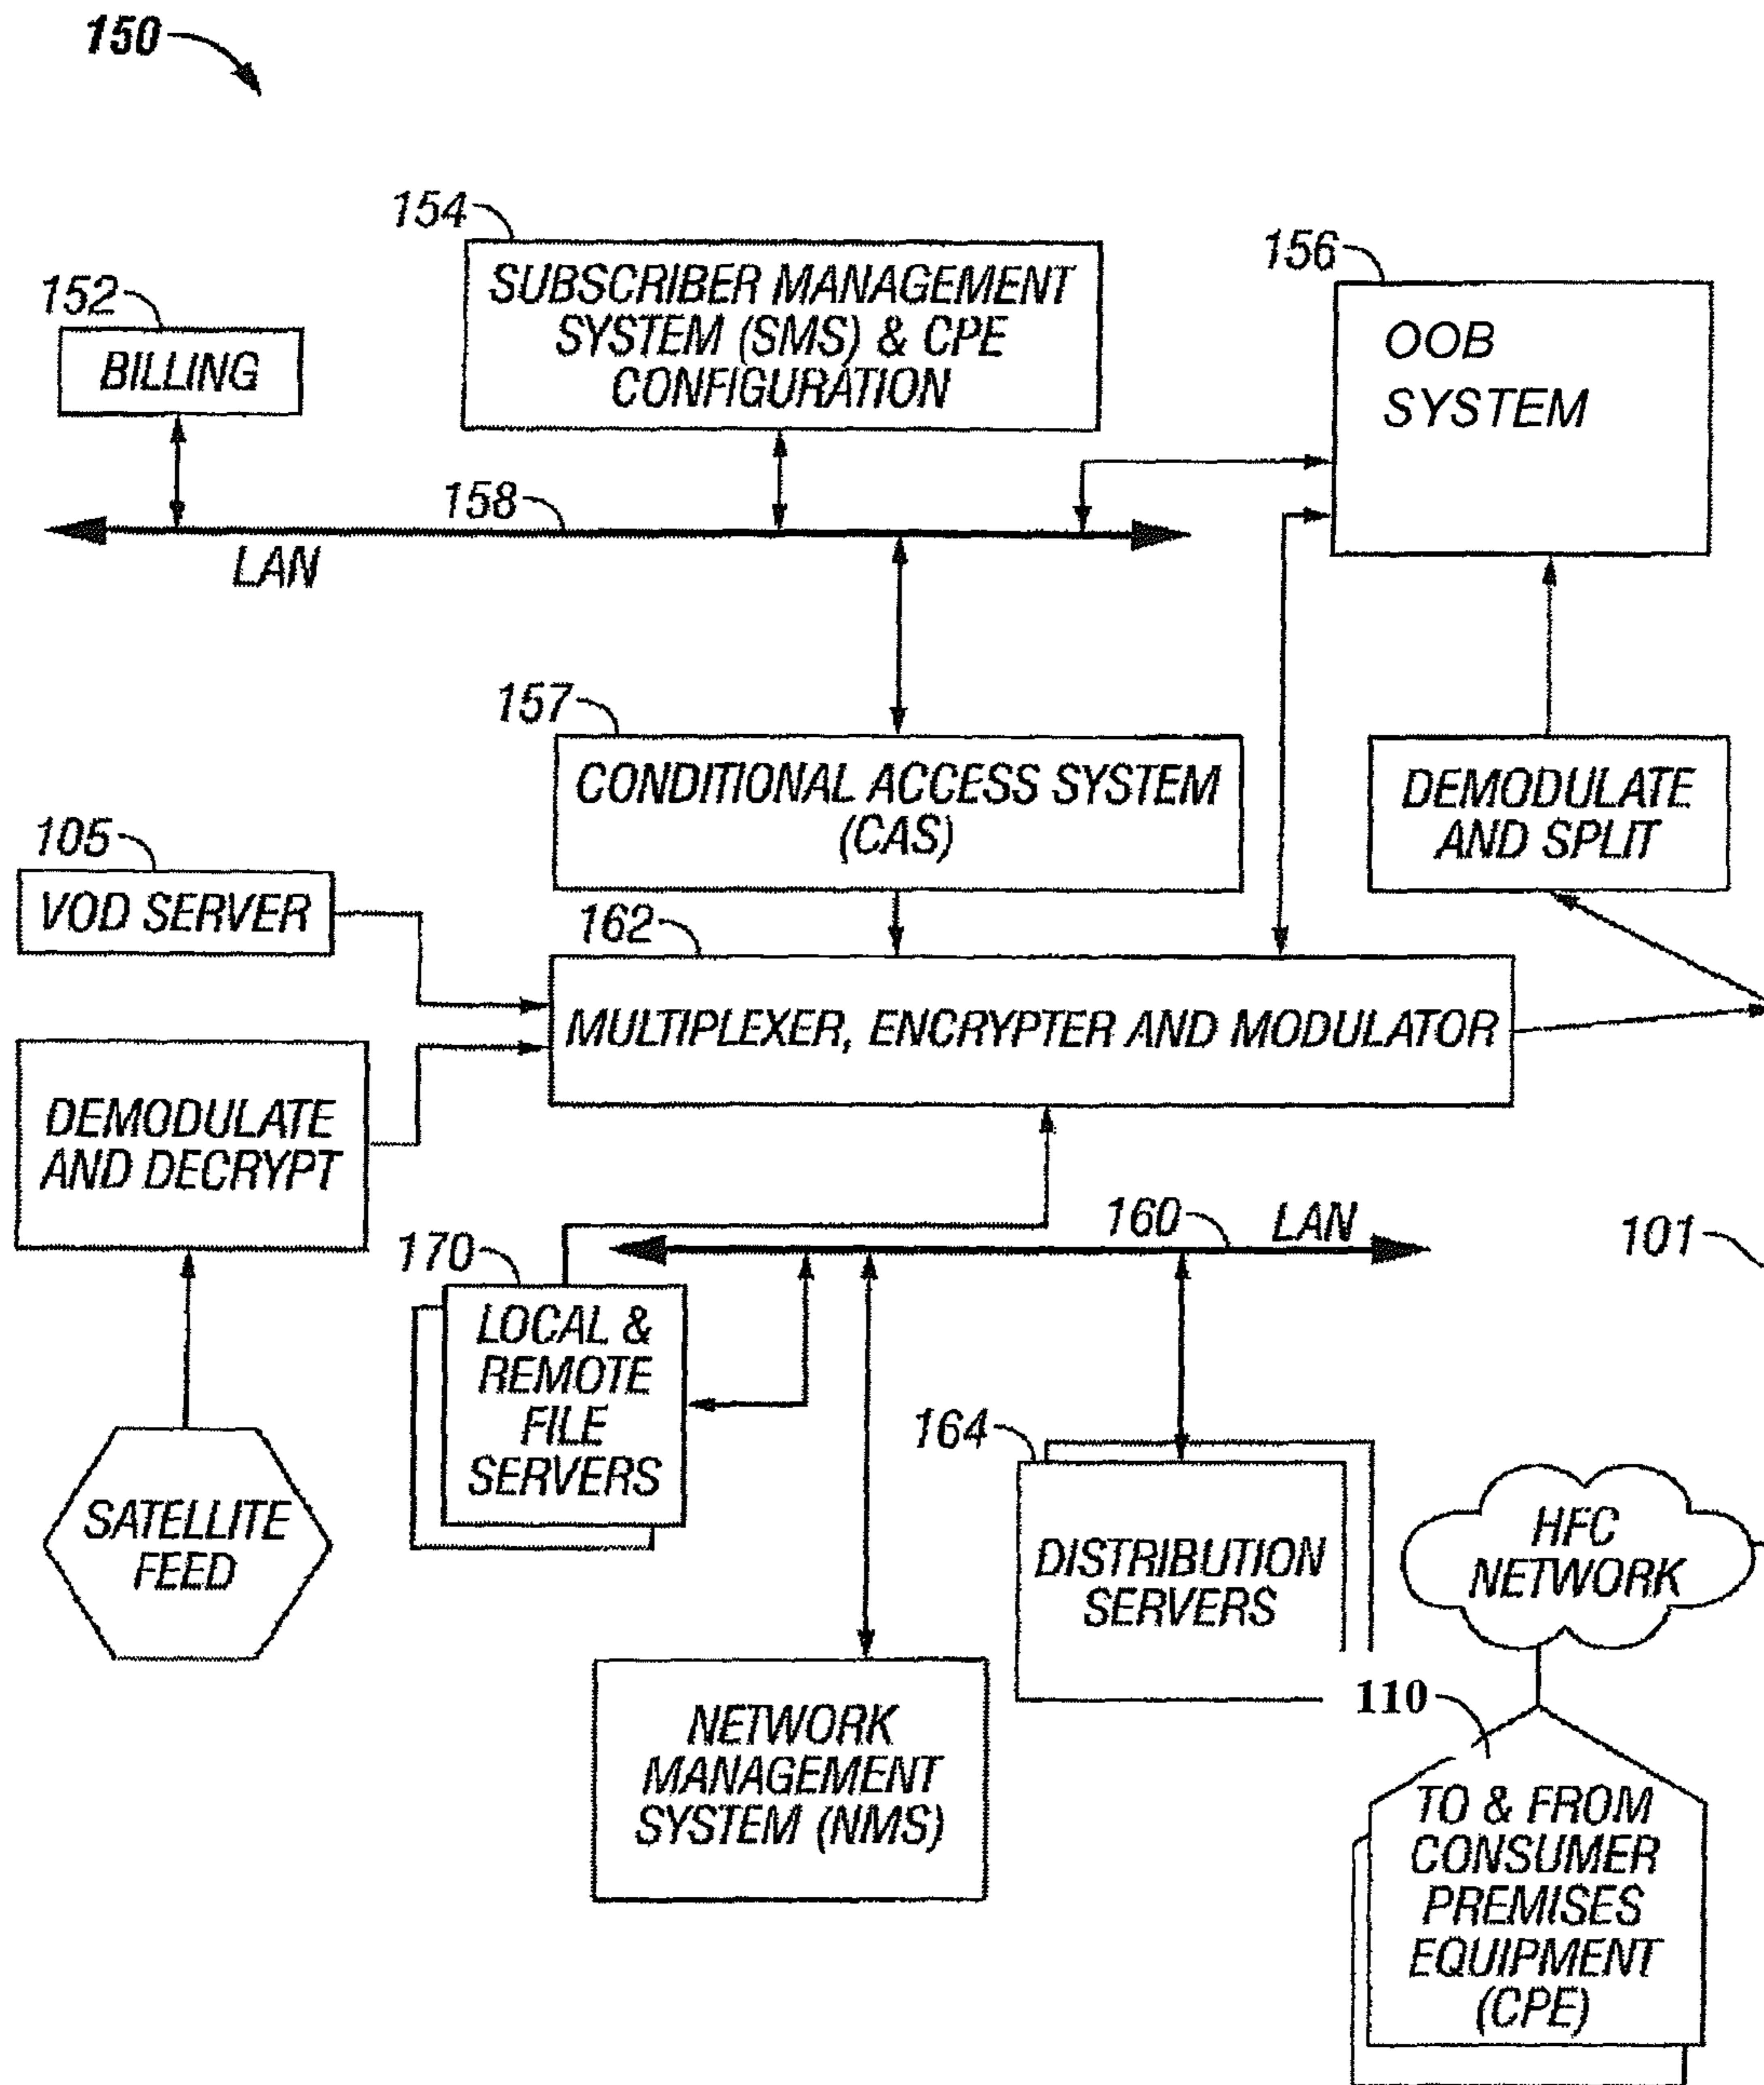 150
154
SUBSCRIBER MANAGEMENT
SYSTEM (SMS) & CPE
CONFIGURATION
156
OOB
SYSTEM
152
BILLING
158
LAN
157
CONDITIONAL ACCESS SYSTEM
(CAS)
DEMODULATE
AND SPLIT
105
VOD SERVER
162
MULTIPLEXER, ENCRYPTER AND MODULATOR
DEMODULATE
AND DECRYPT
160
LAN
101
170
LOCAL &
REMOTE
FILE
SERVERS
164
DISTRIBUTION
SERVERS
SATELLITE
FEED
HFC
NETWORK
NETWORK
MANAGEMENT
SYSTEM (NMS)
110
TO & FROM
CONSUMER
PREMISES
EQUIPMENT
(CPE)